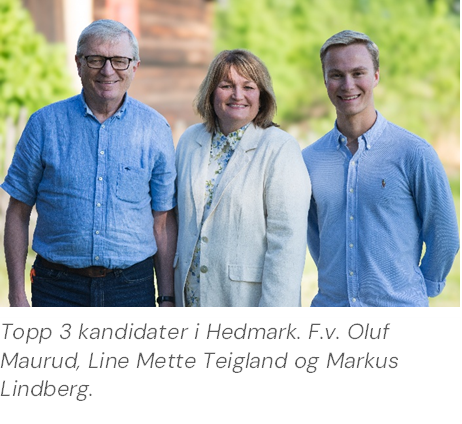 Topp 3 kandidater i Hedmark. F.v. Oluf
Maurud, Line Mette Teigland og Markus
Lindberg.